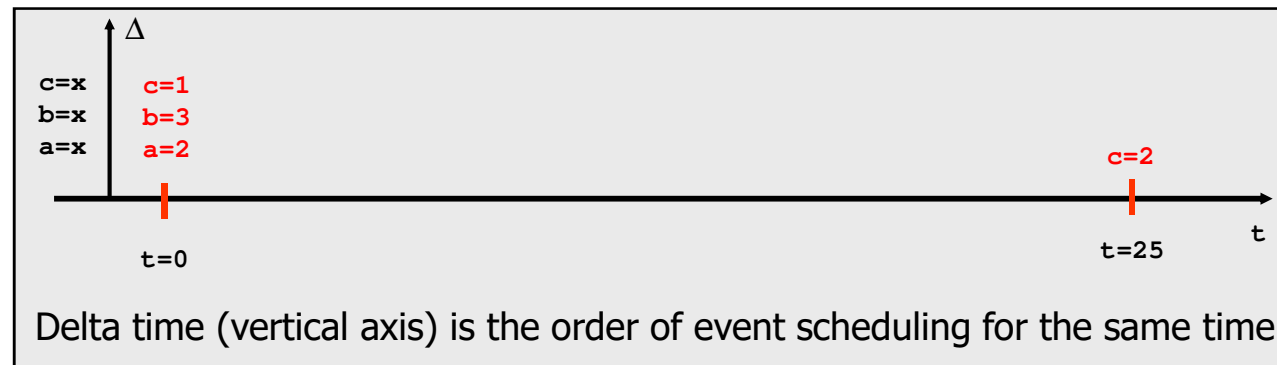 Δ
c=x c=1
b=x b=3
a=x a=2
c=2
t
t=0
t=25
Delta time (vertical axis) is the order of event scheduling for the same time